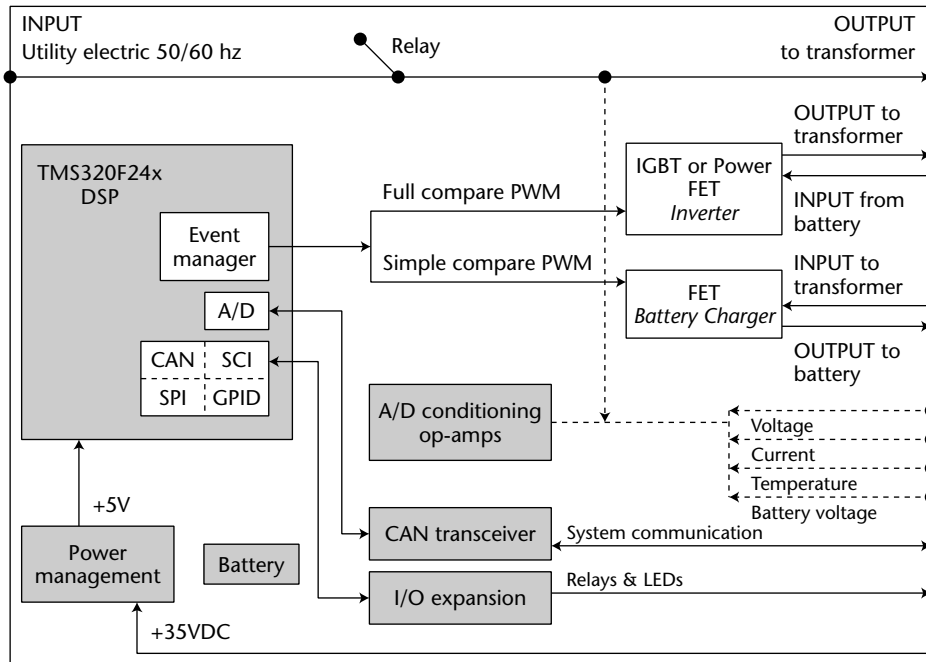 INPUT
Utility electric 50/60 hz
Relay
OUTPUT
to transformer
TMS320F24x
DSP
Event
manager
A/D
CAN
SCI
SPI
GPID
Full compare PWM
Simple compare PWM
IGBT or Power
FET
Inverter
OUTPUT to
transformer
INPUT from
battery
FET
Battery Charger
INPUT to
transformer
OUTPUT to
battery
A/D conditioning
op-amps
Voltage
Current
Temperature
Battery voltage
+5V
Power
management
Battery
CAN transceiver
System communication
I/O expansion
Relays & LEDs
+35VDC